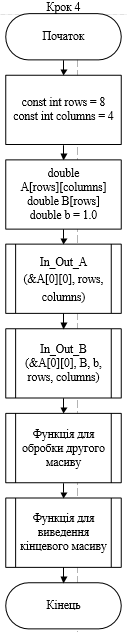 Крок 4
Початок
const int rows = 8
const int columns = 4
double
A[rows][columns]
double B[rows]
double b = 1.0
In_Out_A
(&A[0][0], rows,
columns)
In_Out_B
(&A[0][0], B, b,
rows, columns)
Функція для
обробки другого
масиву
Функція для
виведення
кінцевого масиву
Кінець